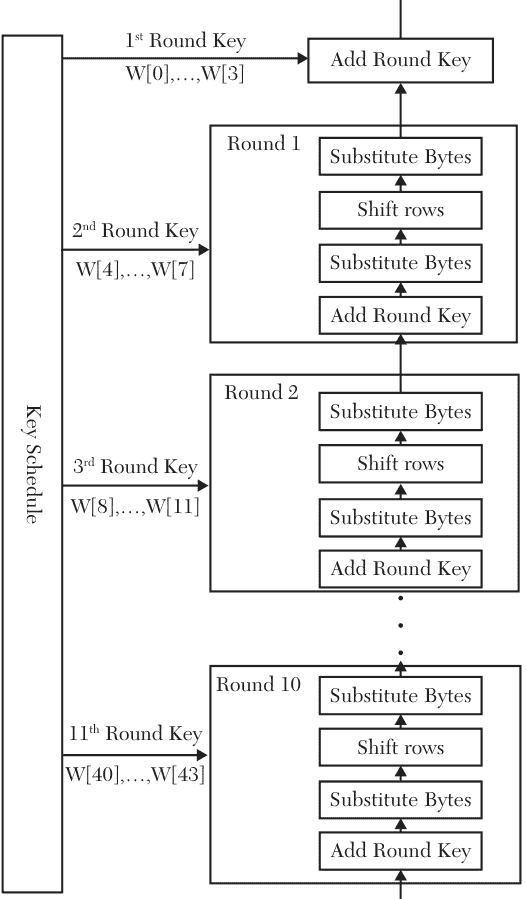 1st Round Key
W[0],...,W[3]
Add Round Key
Round 1
Substitute Bytes
Shift rows
2nd Round Key
W[4],...,W[7]
Substitute Bytes
Add Round Key
Round 2
Substitute Bytes
Key Schedule
3rd Round Key
W[8],...,W[11]
Shift rows
Substitute Bytes
Add Round Key
Round 10
Substitute Bytes
11th Round Key
W[40],...,W[43]
Shift rows
Substitute Bytes
Add Round Key